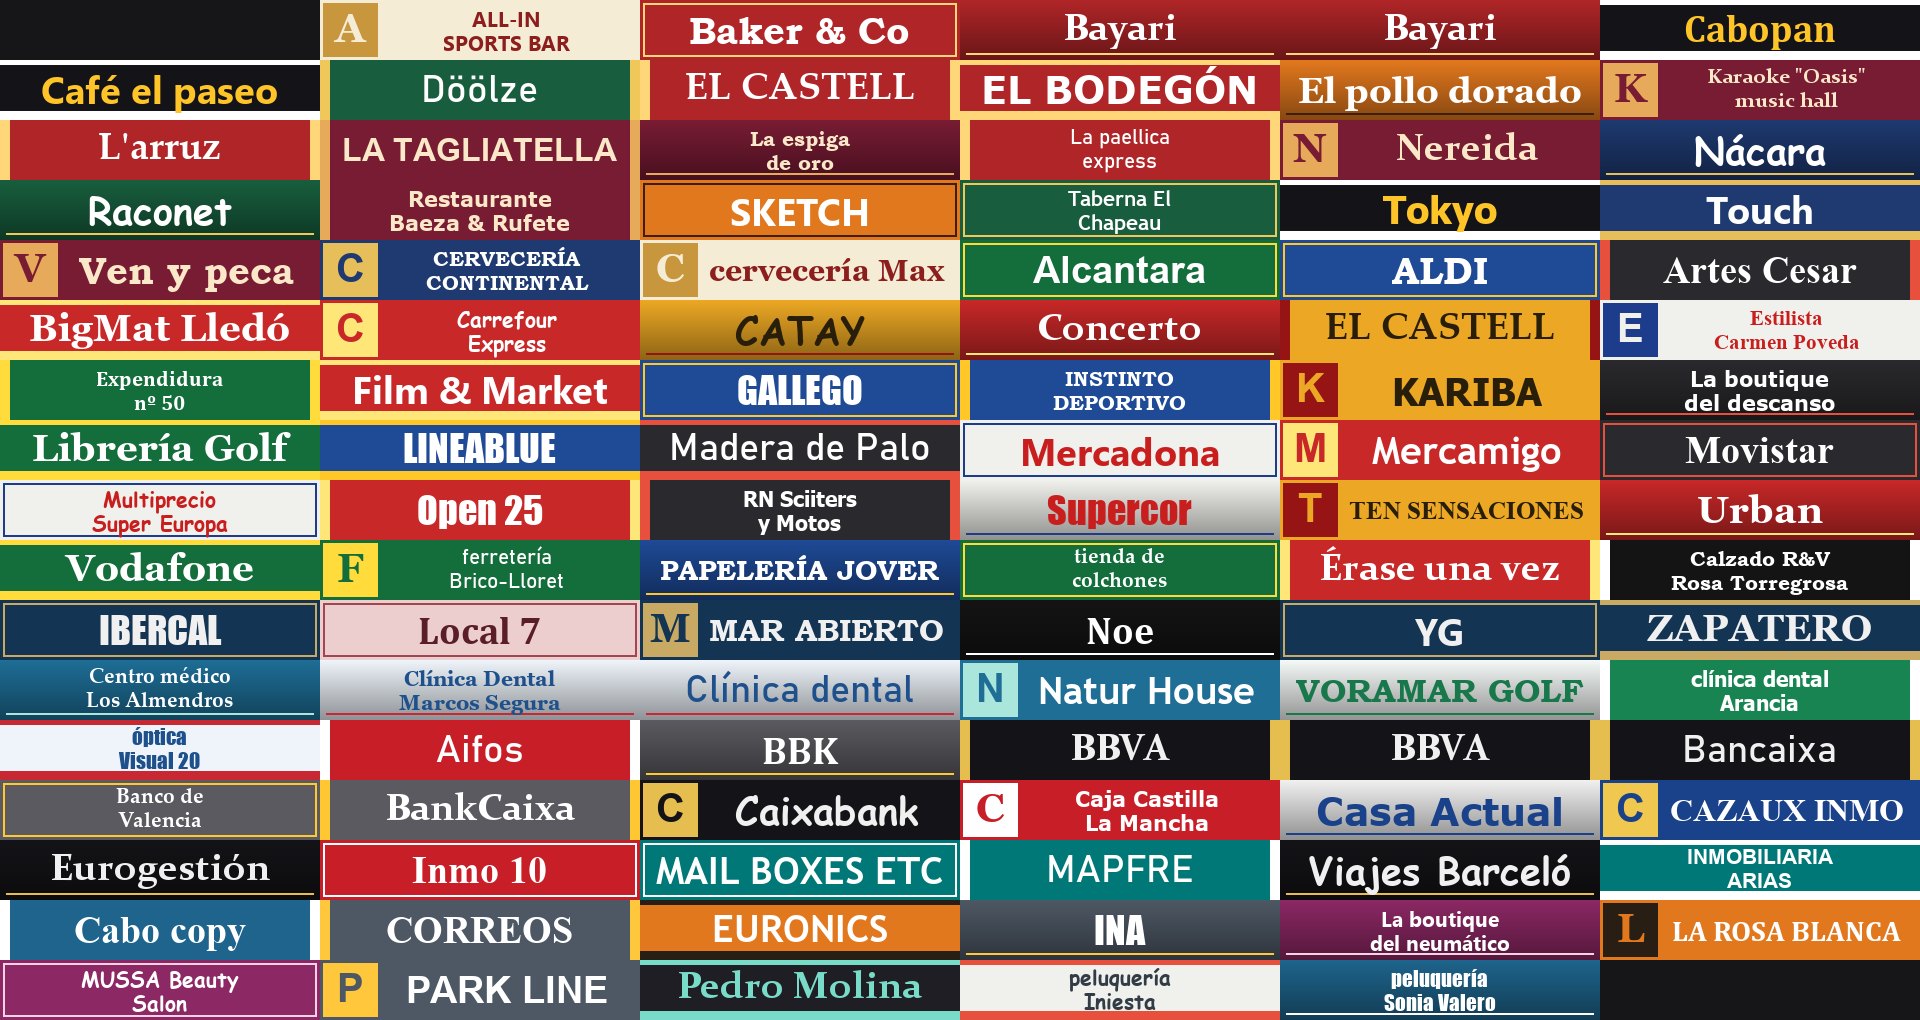 A
ALL-IN
SPORTS BAR
Baker & Co
Bayari
Bayari
Cabopan
Café el paseo
Döölze
EL CASTELL
EL BODEGÓN
El pollo dorado
K
Karaoke "Oasis"
music hall
L'arruz
LA TAGLIATELLA
La espiga
de oro
La paellica
express
N
Nereida
Nácara
Raconet
Restaurante
Baeza & Rufete
SKETCH
Taberna El
Chapeau
Tokyo
Touch
V
Ven y peca
C
CERVECERÍA
CONTINENTAL
C
cervecería Max
Alcantara
ALDI
Artes Cesar
BigMat Lledó
C
Carrefour
Express
CATAY
Concerto
EL CASTELL
E
Estilista
Carmen Poveda
Expendidura
nº 50
Film & Market
GALLEGO
INSTINTO
DEPORTIVO
K
KARIBA
La boutique
del descanso
Librería Golf
LINEABLUE
Madera de Palo
Mercadona
M
Mercamigo
Movistar
Multiprecio
Super Europa
Open 25
RN Sciiters
y Motos
Supercor
T
TEN SENSACIONES
Urban
Vodafone
F
ferretería
Brico-Lloret
PAPELERÍA JOVER
tienda de
colchones
Érase una vez
Calzado R&V
Rosa Torregrosa
IBERCAL
Local 7
M
MAR ABIERTO
Noe
YG
ZAPATERO
Centro médico
Los Almendros
Clínica Dental
Marcos Segura
Clínica dental
N
Natur House
VORAMAR GOLF
clínica dental
Arancia
óptica
Visual 20
Aifos
BBK
BBVA
BBVA
Bancaixa
Banco de
Valencia
BankCaixa
C
Caixabank
C
Caja Castilla
La Mancha
Casa Actual
C
CAZAUX INMO
Eurogestión
Inmo 10
MAIL BOXES ETC
MAPFRE
Viajes Barceló
INMOBILIARIA
ARIAS
Cabo copy
CORREOS
EURONICS
INA
La boutique
del neumático
L
LA ROSA BLANCA
MUSSA Beauty
Salon
P
PARK LINE
Pedro Molina
peluquería
Iniesta
peluquería
Sonia Valero